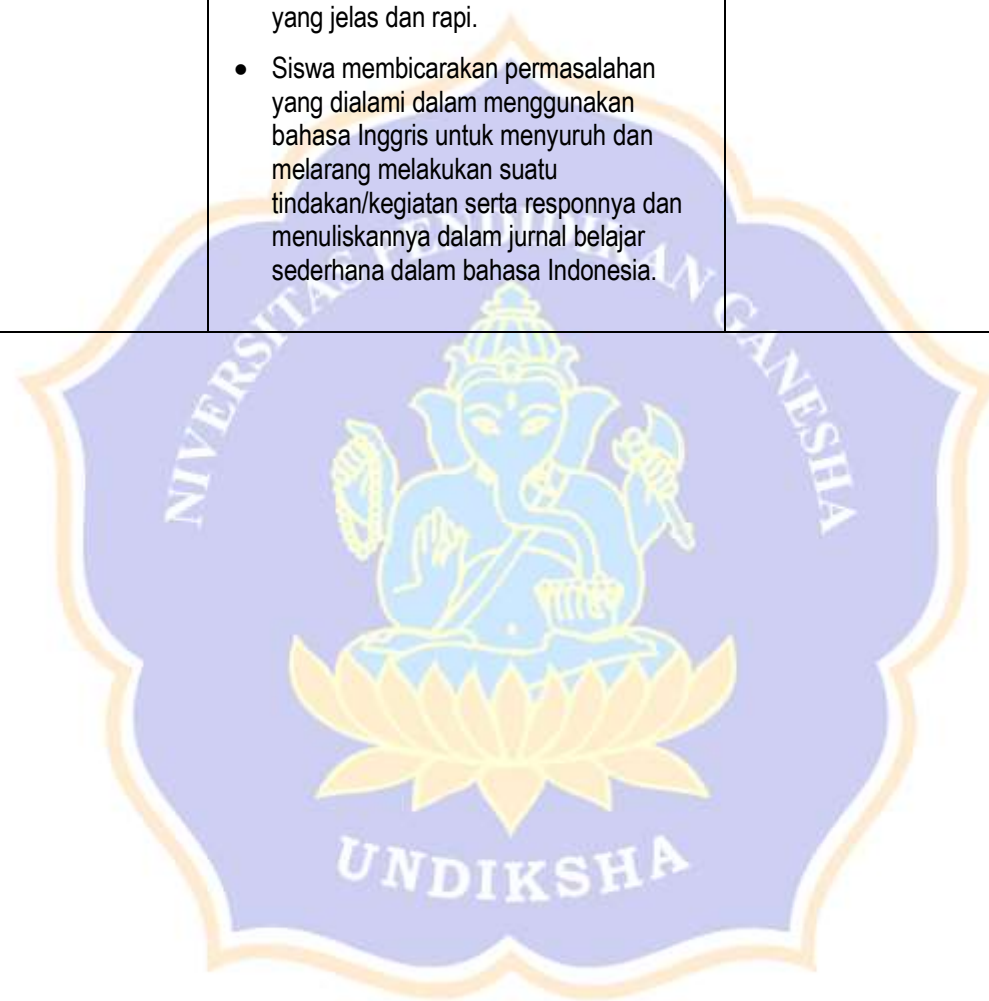 yang jelas dan rapi.
• Siswa membicarakan permasalahan
yang dialami dalam menggunakan
bahasa Inggris untuk menyuruh dan
melarang melakukan suatu
tindakan/kegiatan serta responnya dan
menuliskannya dalam jurnal belajar
sederhana dalam bahasa Indonesia.
NIVERSITAS PENDIDIKAN GANESHA
UNDIKSHA